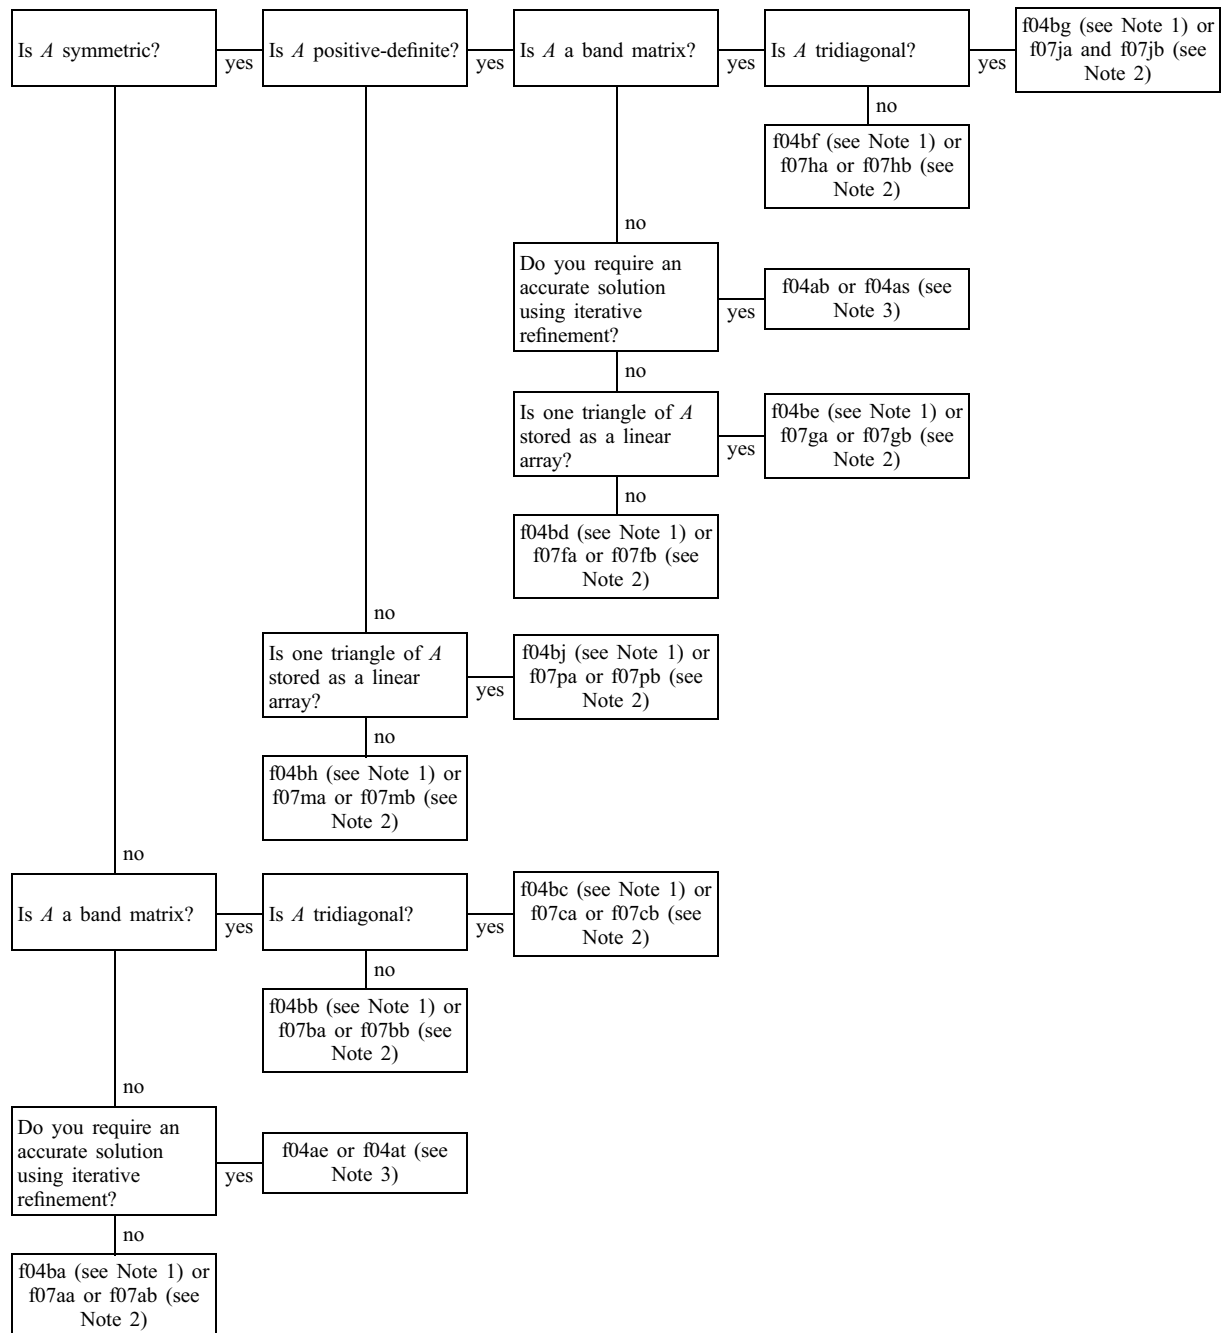 Is A symmetric?
yes
Is A positive-definite?
yes
Is A a band matrix?
yes
Is A tridiagonal?
yes
f04bg (see Note 1) or
f07ja and f07jb (see
Note 2)
no
f04bf (see Note 1) or
f07ha or f07hb (see
Note 2)
no
Do you require an
accurate solution
using iterative
refinement?
yes
f04ab or f04as (see
Note 3)
no
Is one triangle of A
stored as a linear
array?
yes
f04be (see Note 1) or
f07ga or f07gb (see
Note 2)
no
f04bd (see Note 1) or
f07fa or f07fb (see
Note 2)
no
Is one triangle of A
stored as a linear
array?
yes
f04bj (see Note 1) or
f07pa or f07pb (see
Note 2)
no
f04bh (see Note 1) or
f07ma or f07mb (see
Note 2)
no
Is A a band matrix?
yes
Is A tridiagonal?
yes
f04bc (see Note 1) or
f07ca or f07cb (see
Note 2)
no
f04bb (see Note 1) or
f07ba or f07bb (see
Note 2)
no
Do you require an
accurate solution
using iterative
refinement?
yes
f04ae or f04at (see
Note 3)
no
f04ba (see Note 1) or
f07aa or f07ab (see
Note 2)